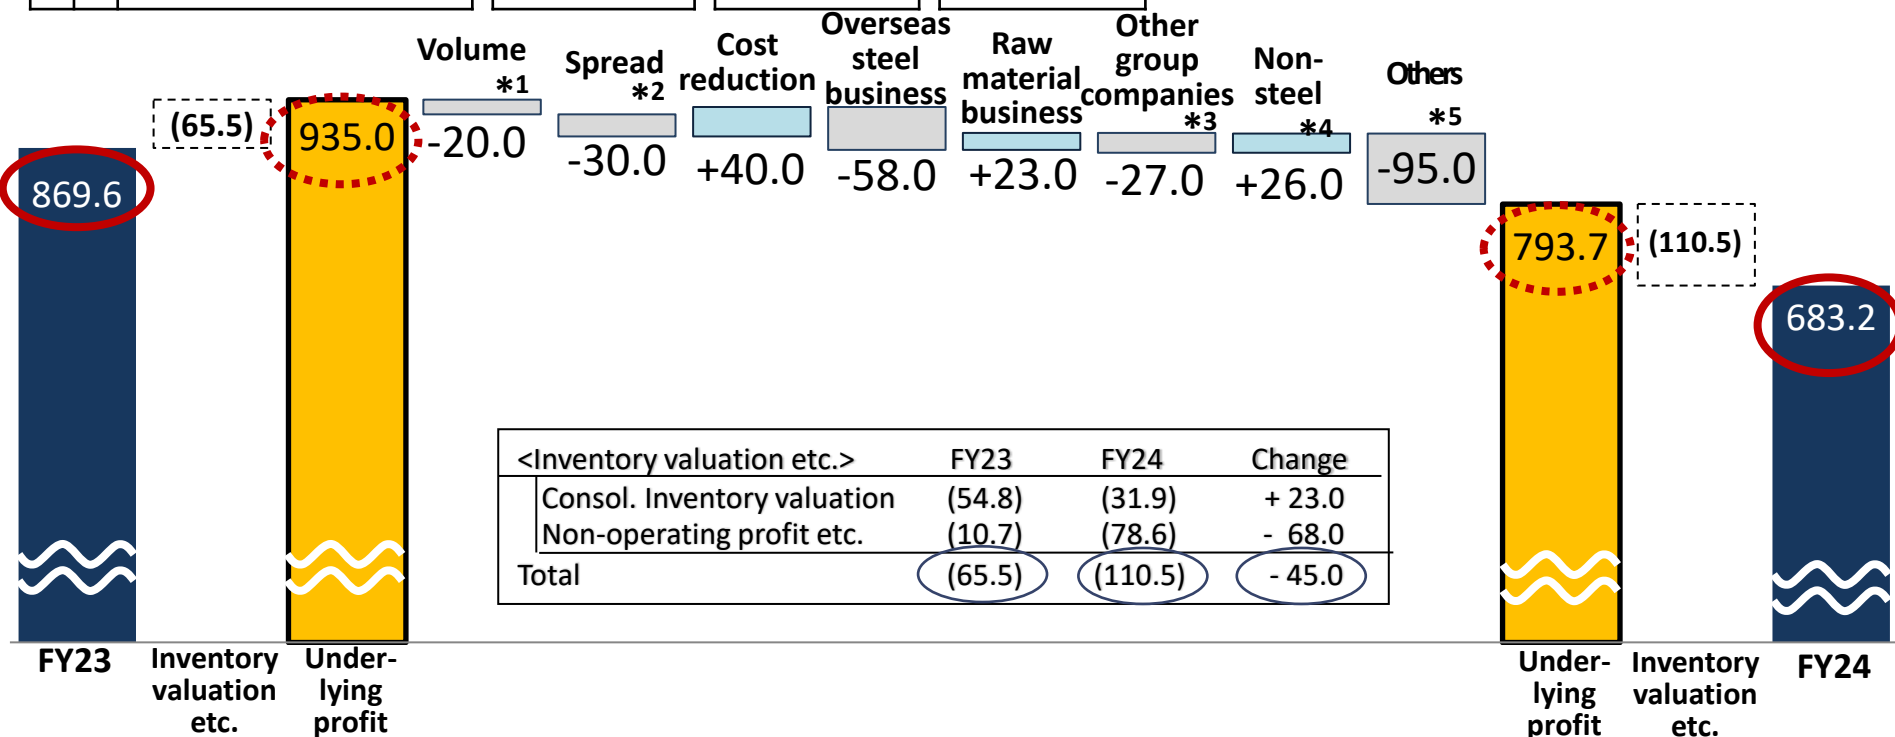 Volume
*1
-20.0
Spread
*2
-30.0
Cost
reduction
+40.0
Overseas
steel
business
-58.0
Raw
material
business
+23.0
Other
group
companies
*3
-27.0
Non-
steel
*4
+26.0
Others
*5
-95.0
869.6
(65.5)
935.0
793.7
(110.5)
683.2
<Inventory valuation etc.> FY23 FY24 Change
Consol. Inventory valuation (54.8) (31.9) + 23.0
Non-operating profit etc. (10.7) (78.6) - 68.0
Total (65.5) (110.5) - 45.0
FY23
Inventory
valuation
etc.
Under-
lying
profit
Under-
lying
profit
Inventory
valuation
etc.
FY24